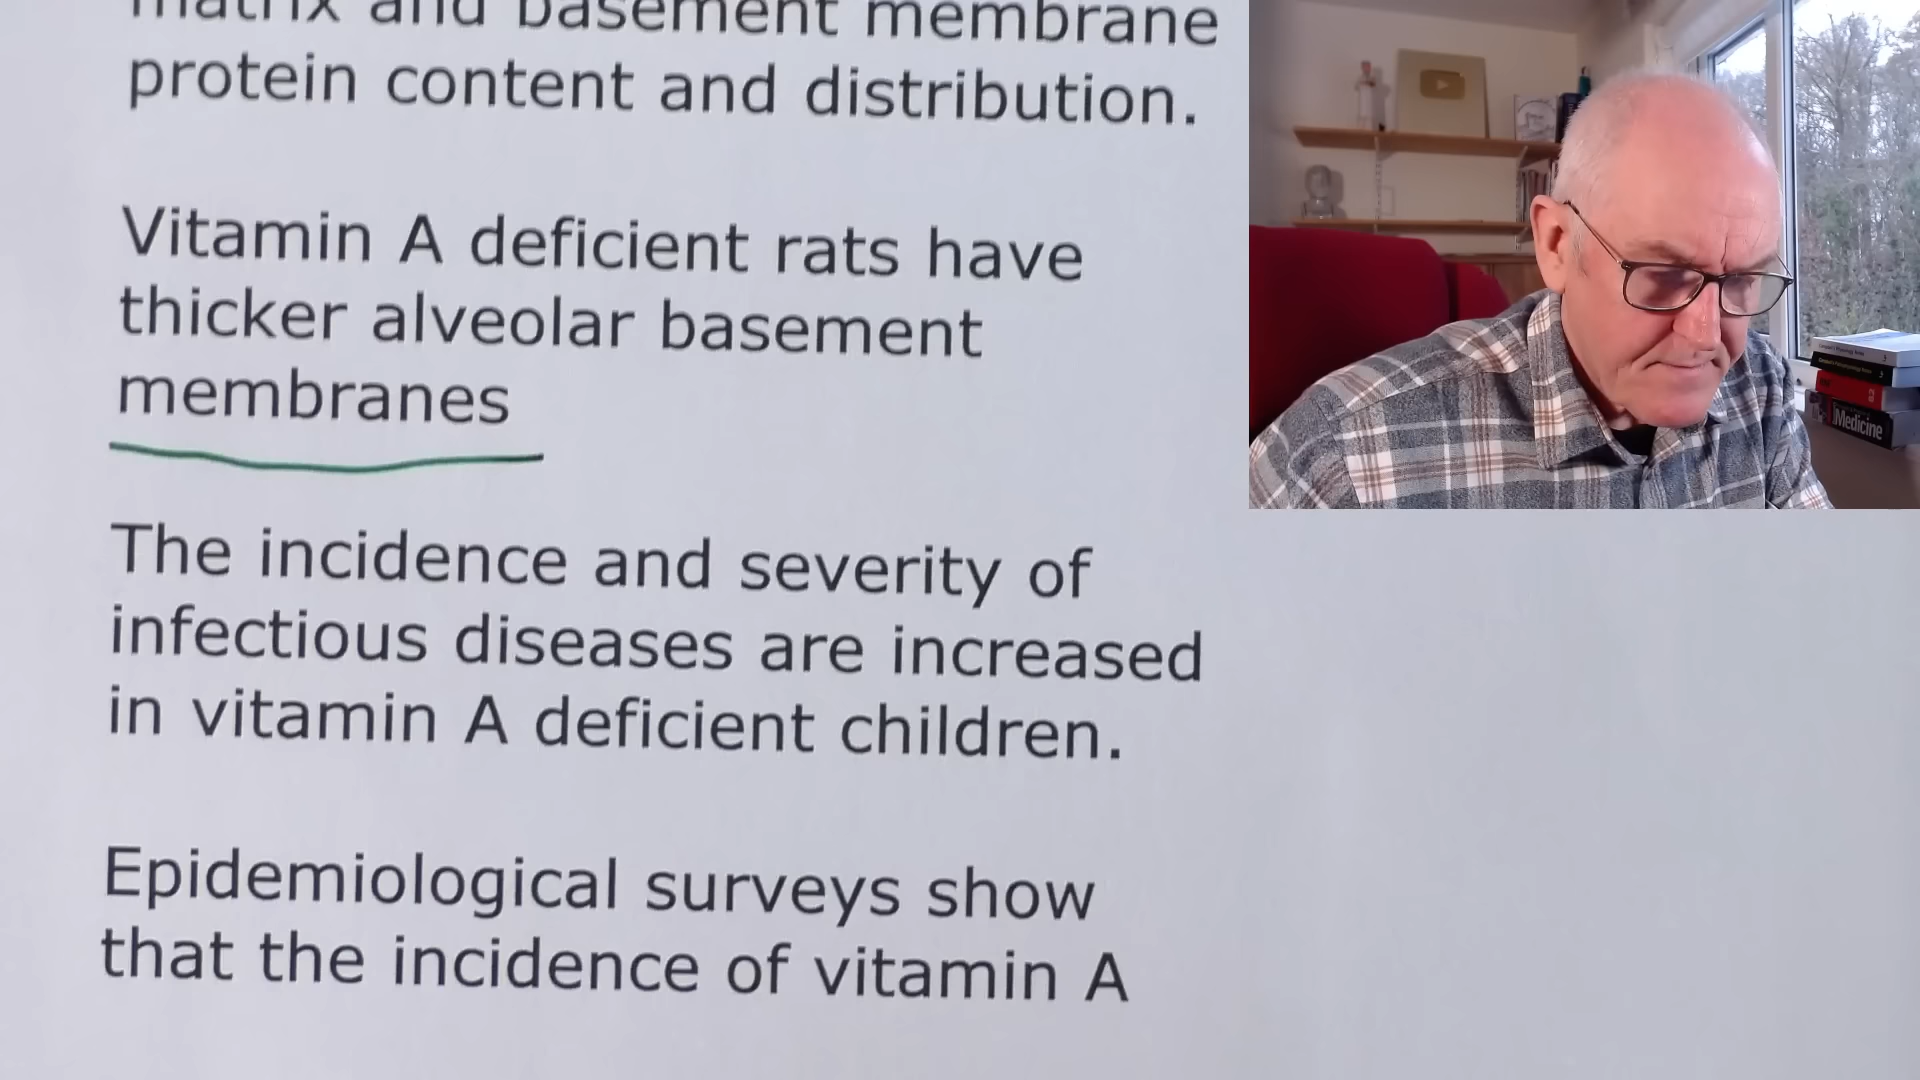 matrix and basement membrane
protein content and distribution.
Vitamin A deficient rats have
thicker alveolar basement
membranes
The incidence and severity of
infectious diseases are increased
in vitamin A deficient children.
Epidemiological surveys show
that the incidence of vitamin A
Medicine